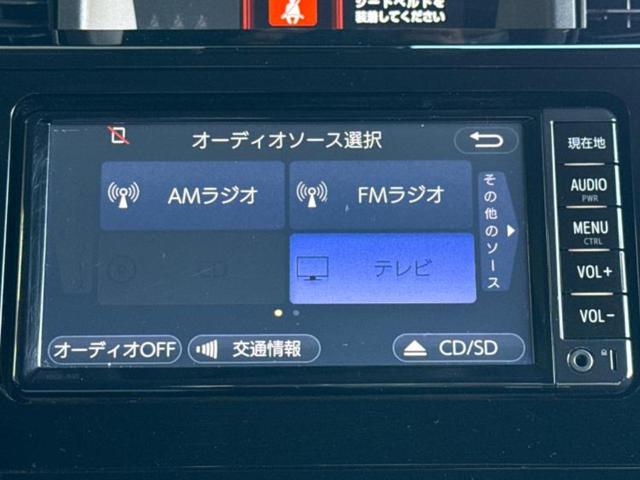 シートベルトを
装着してください
オーディオソース選択
AMラジオ
FMラジオ
その他のソース
CD
テレビ
オーディオOFF
交通情報
CD/SD
現在地
AUDIO
PWR
MENU
CTRL
VOL+
VOL-